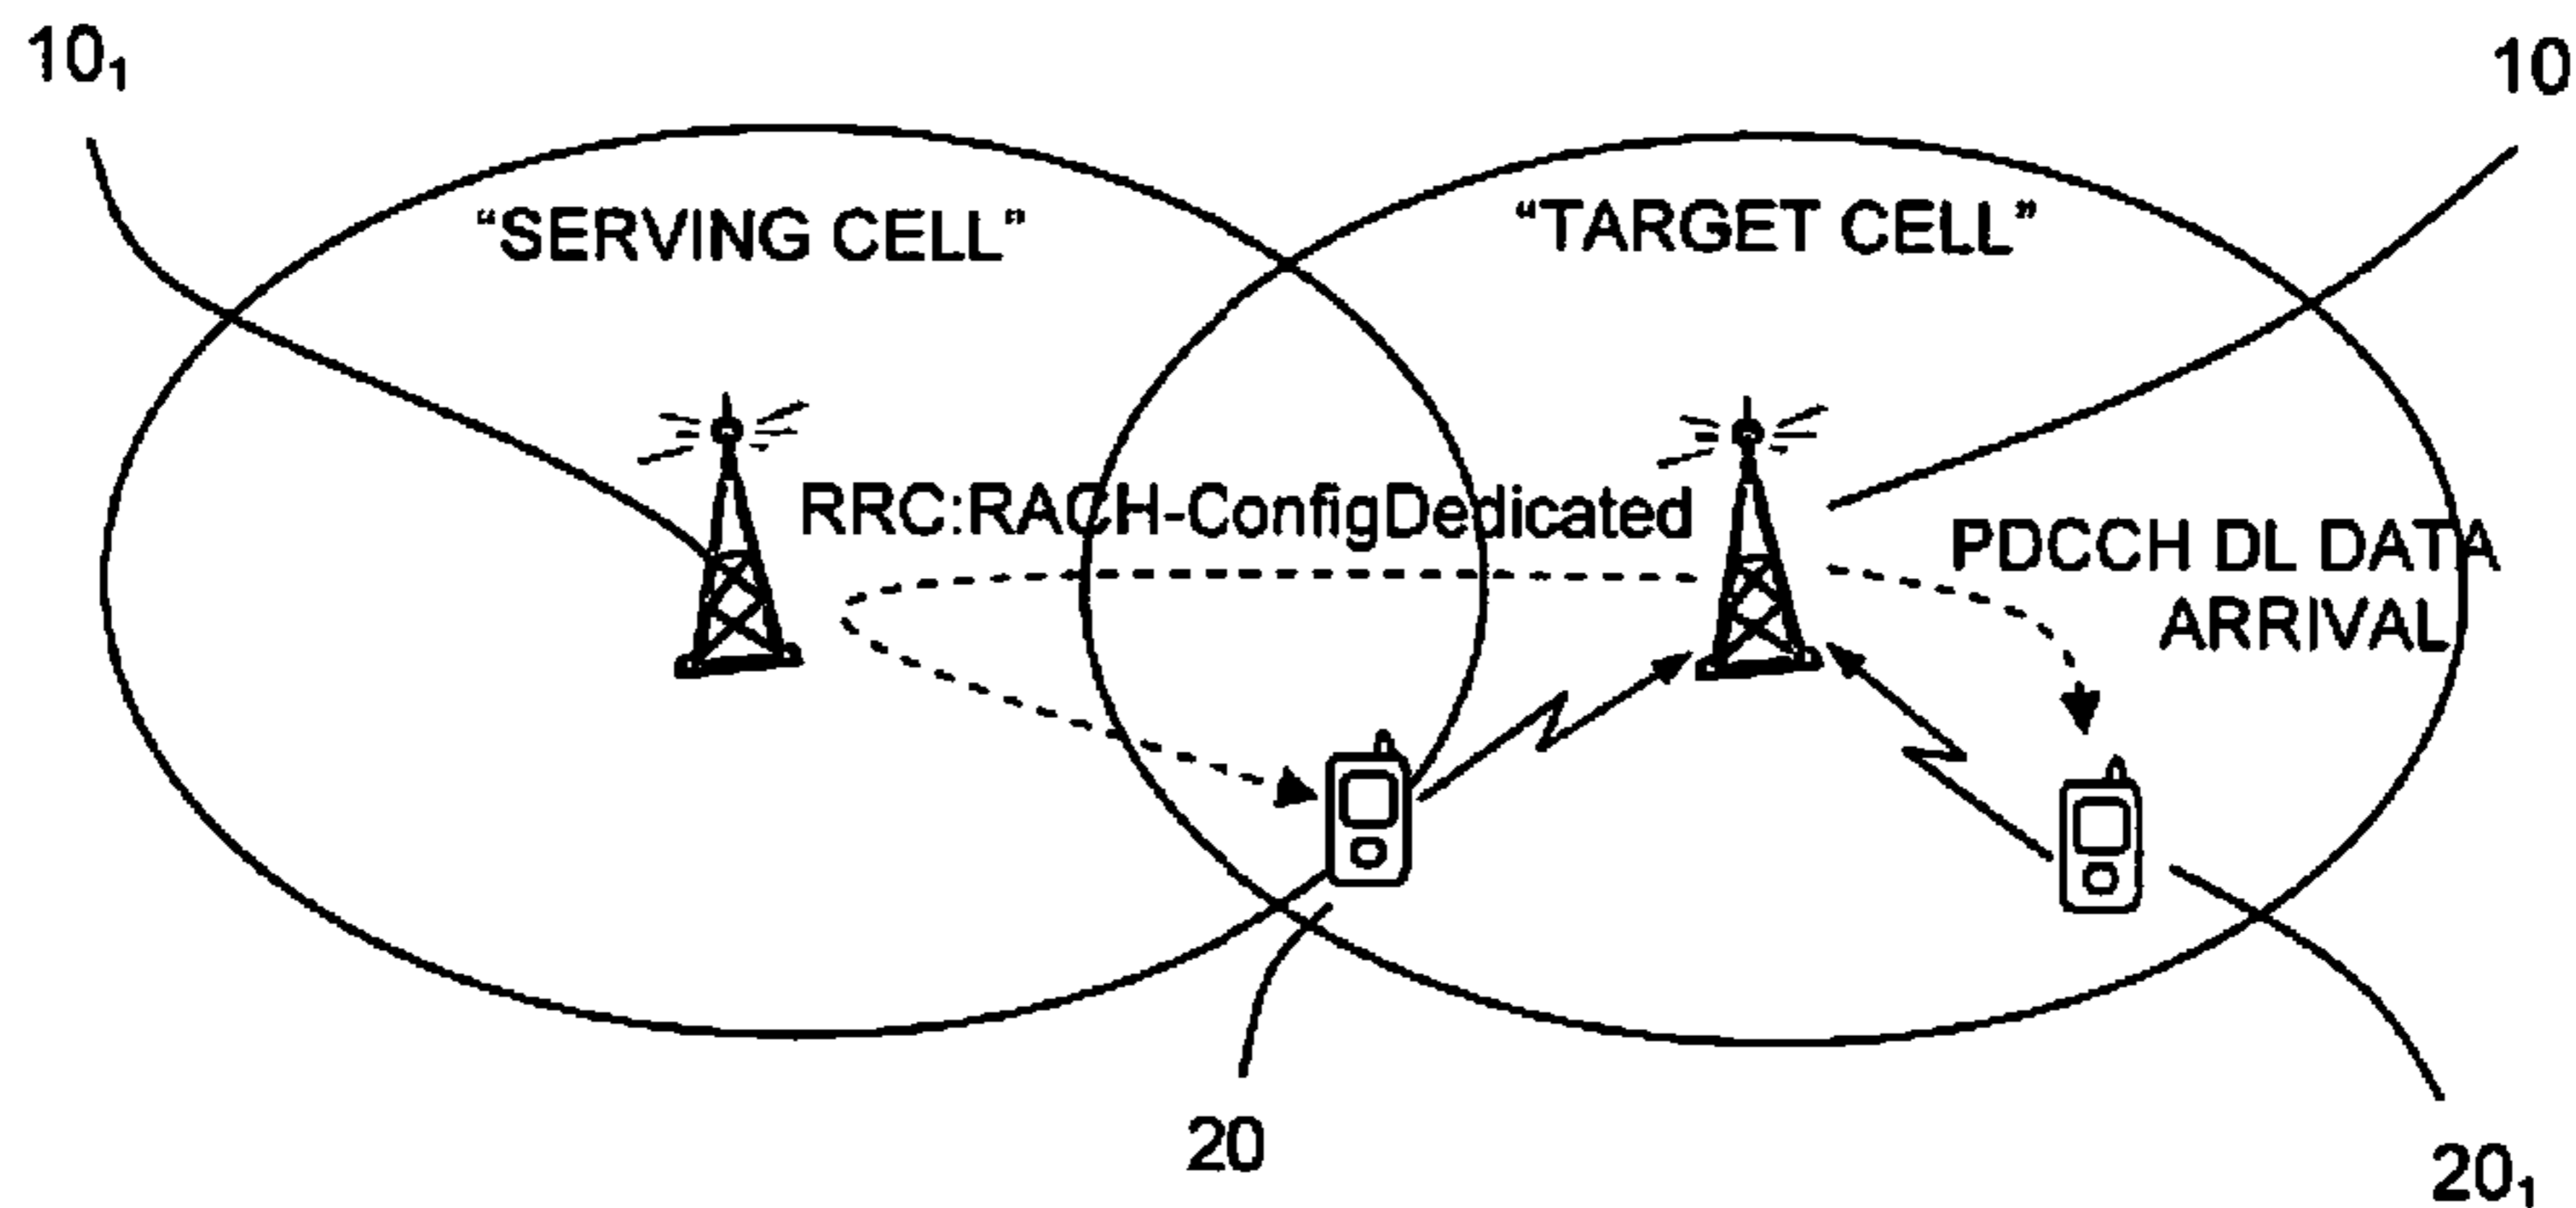 10₁
10
“SERVING CELL”
“TARGET CELL”
RRC:RACH-ConfigDedicated
PDCCH DL DATA
ARRIVAL
20
20₁